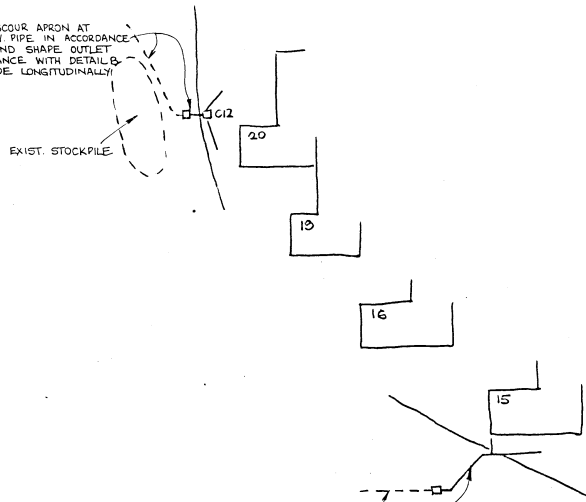 SCOUR APRON AT
PIPE IN ACCORDANCE
AND SHAPE OUTLET
ANCE WITH DETAIL B
DE LONGITUDINALLY
C12
EXIST. STOCKPILE
20
19
16
15